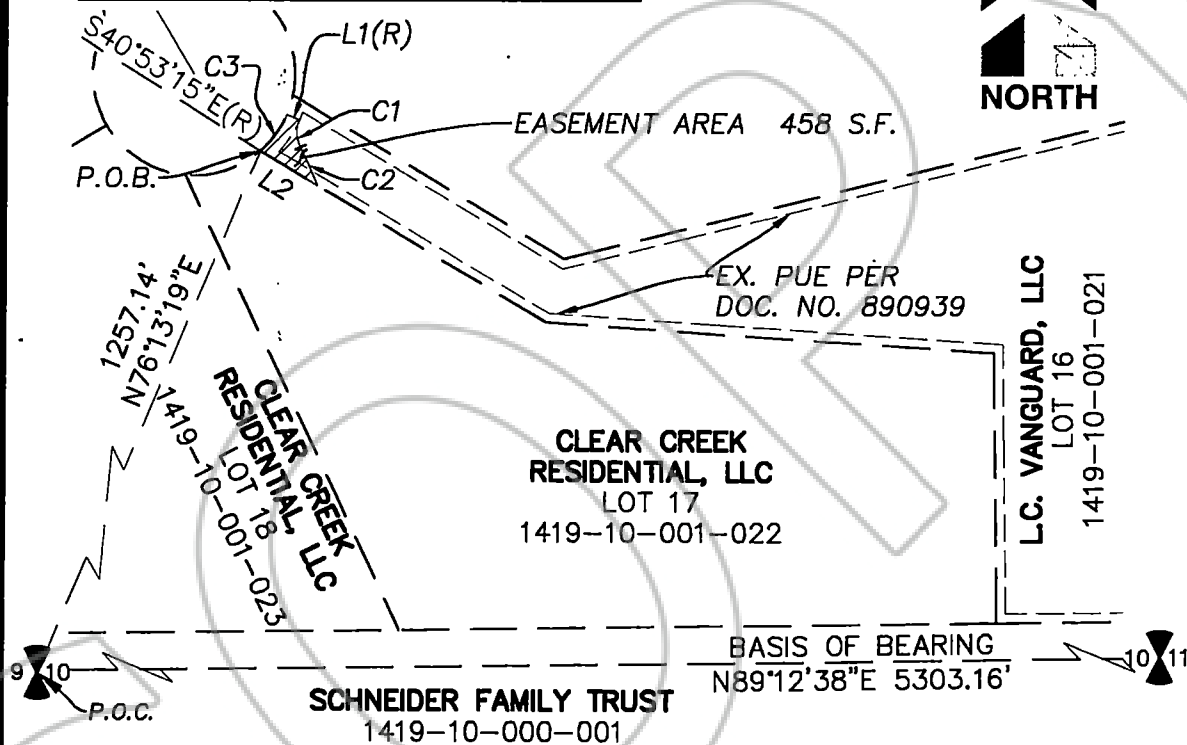 L1(R)
S40°53'15"E(R)
C3
C1
NORTH
EASEMENT AREA 458 S.F.
P.O.B.
L2
C2
1257.14'
N76°13'19"E
EX. PUE PER
DOC. NO. 890939
CLEAR CREEK
RESIDENTIAL, LLC
LOT 18
1419-10-001-023
CLEAR CREEK
RESIDENTIAL, LLC
LOT 17
1419-10-001-022
L.C. VANGUARD, LLC
LOT 16
1419-10-001-021
BASIS OF BEARING
N89°12'38"E 5303.16'
9 10
10 11
P.O.C.
SCHNEIDER FAMILY TRUST
1419-10-000-001
COPY